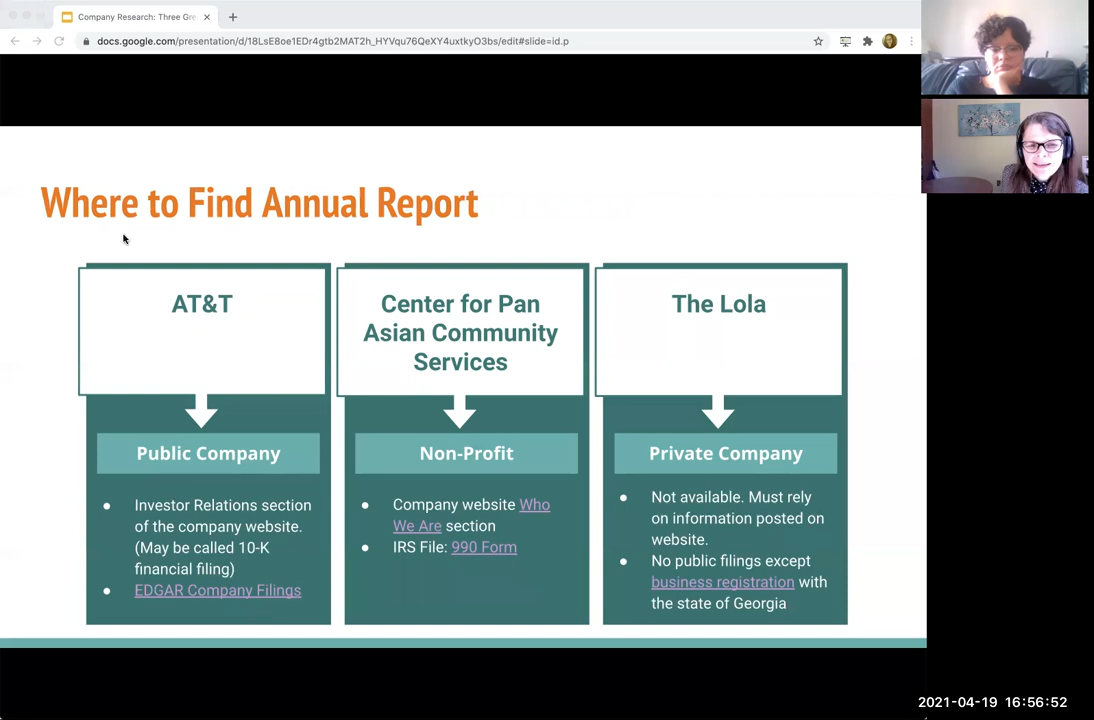 Company Research: Three Gre
docs.google.com/presentation/d/18LsE8oe1EDr4gtb2MAT2h_HYVqu76QeXY4uxtkyO3bs/edit#slide=id.p
Where to Find Annual Report
AT&T
Public Company
● Investor Relations section
of the company website.
(May be called 10-K
financial filing)
● EDGAR Company Filings
Center for Pan
Asian Community
Services
Non-Profit
● Company website Who
We Are section
● IRS File: 990 Form
The Lola
Private Company
● Not available. Must rely
on information posted on
website.
● No public filings except
business registration with
the state of Georgia
2021-04-19 16:56:52